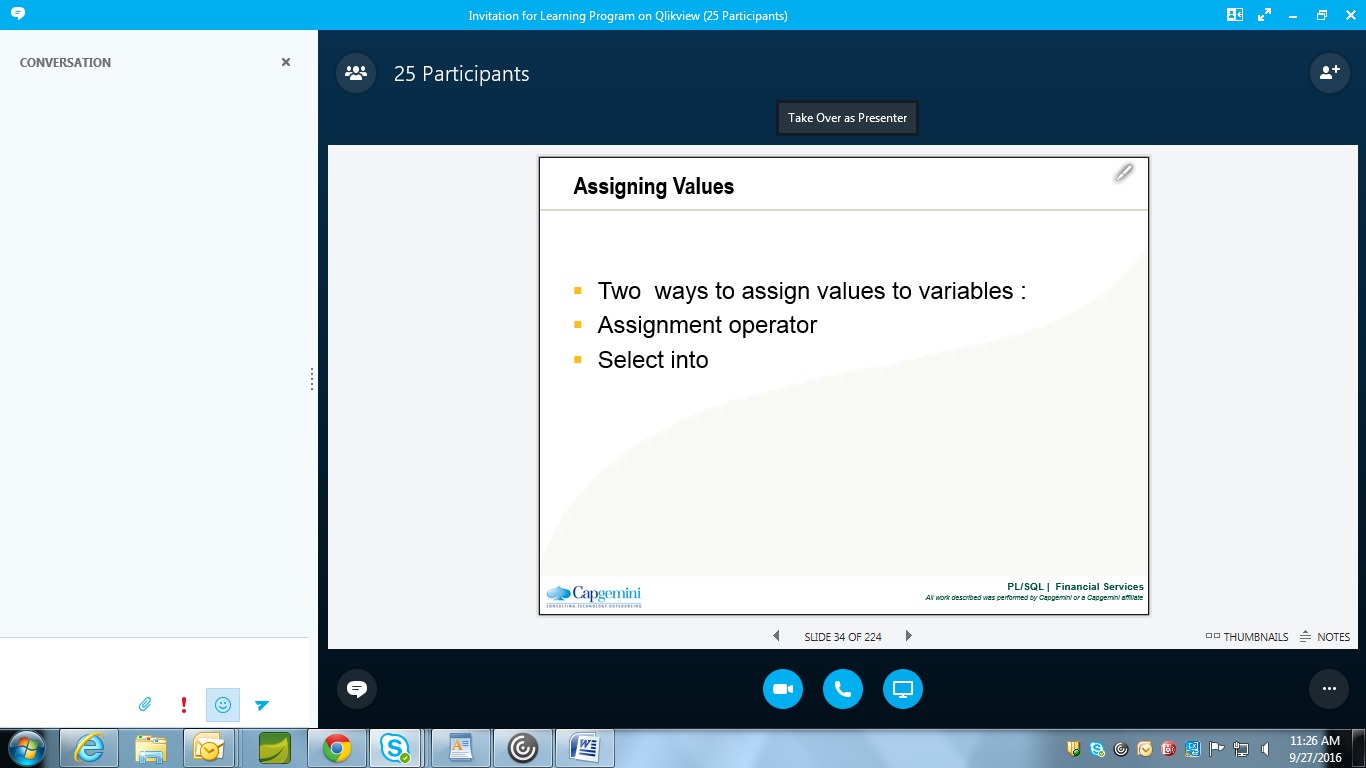 Invitation for Learning Program on Qlikview (25 Participants)
CONVERSATION
25 Participants
Take Over as Presenter
Assigning Values
Two  ways to assign values to variables :
Assignment operator
Select into
Capgemini
CONSULTING.TECHNOLOGY.OUTSOURCING
PL/SQL | Financial Services
All work described was performed by Capgemini or a Capgemini affiliate
SLIDE 34 OF 224
THUMBNAILS
NOTES
11:26 AM
9/27/2016